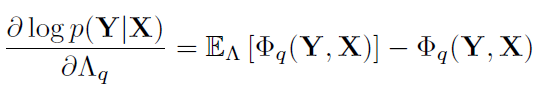 ∂ log p(Y|X) / ∂Λ_q = 𝔼_Λ [Φ_q(Y, X)] − Φ_q(Y, X)